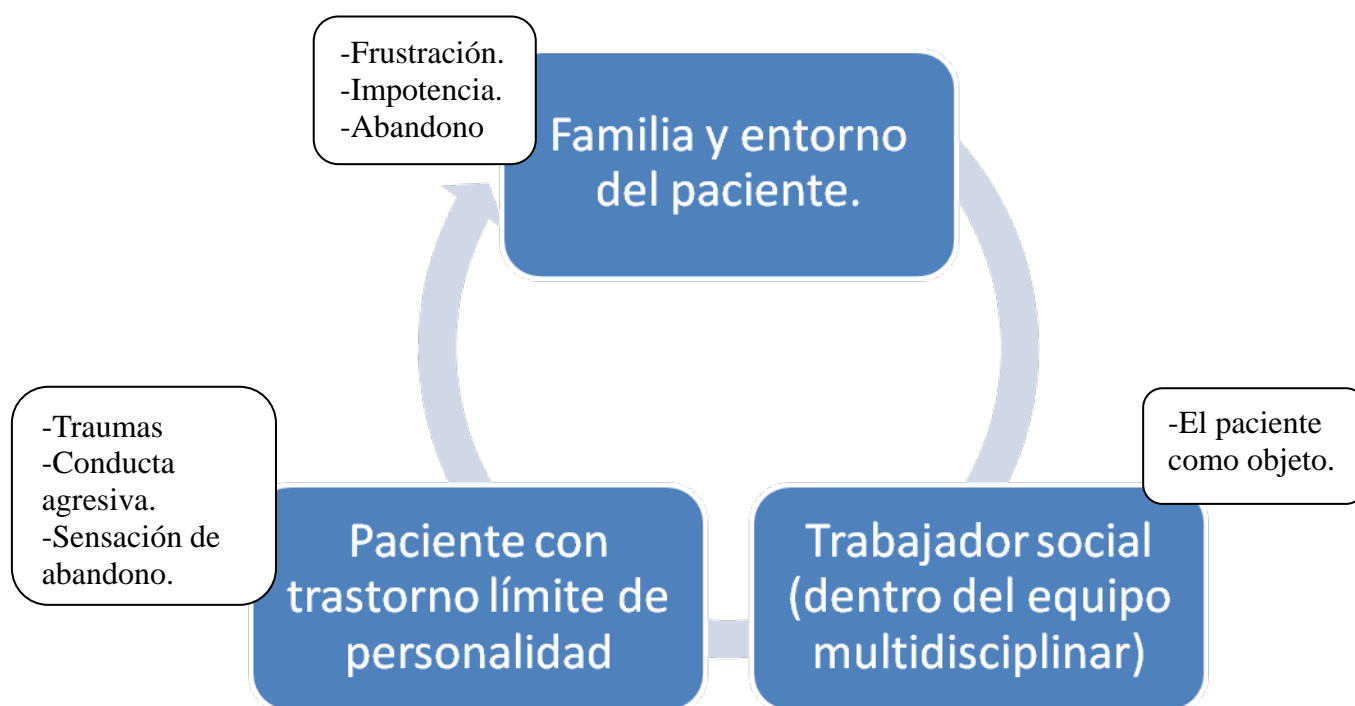 -Frustración.
-Impotencia.
-Abandono
Familia y entorno
del paciente.
-Traumas
-Conducta
agresiva.
-Sensación de
abandono.
Paciente con
trastorno límite de
personalidad
-El paciente
como objeto.
Trabajador social
(dentro del equipo
multidisciplinar)